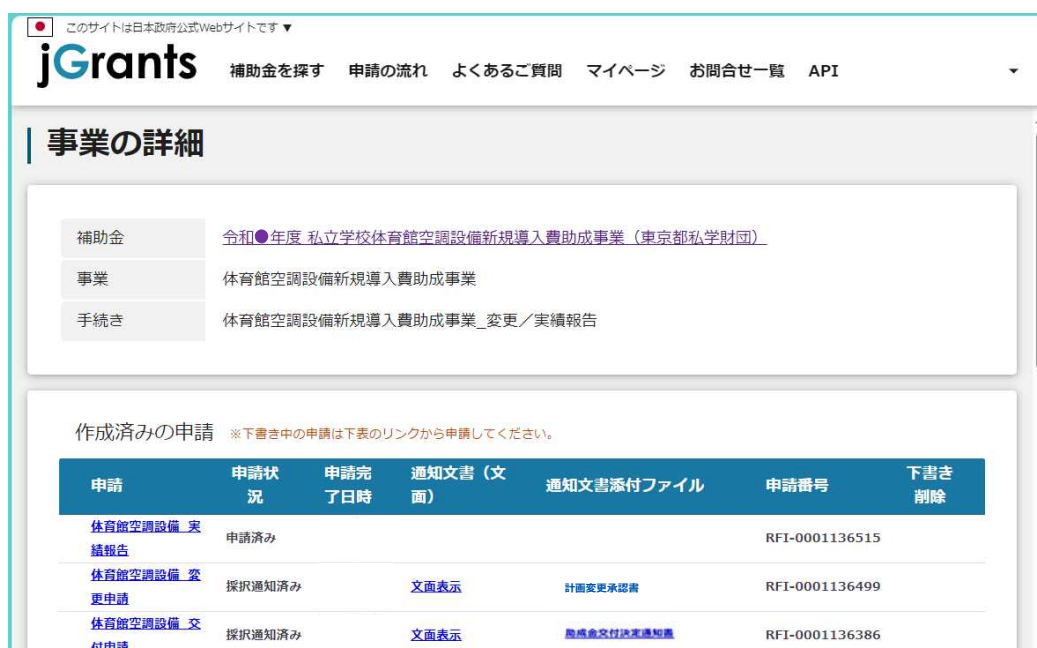 このサイトは日本政府公式Webサイトです ▼
jGrants 補助金を探す 申請の流れ よくあるご質問 マイページ お問合せ一覧 API
事業の詳細
補助金 令和●年度 私立学校体育館空調設備新規導入費助成事業（東京都私学財団）
事業 体育館空調設備新規導入費助成事業
手続き 体育館空調設備新規導入費助成事業_変更／実績報告
作成済みの申請 ※下書き中の申請は下表のリンクから申請してください。
申請 申請状況 申請完了日時 通知文書（文面） 通知文書添付ファイル 申請番号 下書き削除
体育館空調設備_実績報告 申請済み RFI-0001136515
体育館空調設備_変更申請 採択通知済み 文面表示 計画変更承認書 RFI-0001136499
体育館空調設備_交付申請 採択通知済み 文面表示 助成金交付決定通知書 RFI-0001136386